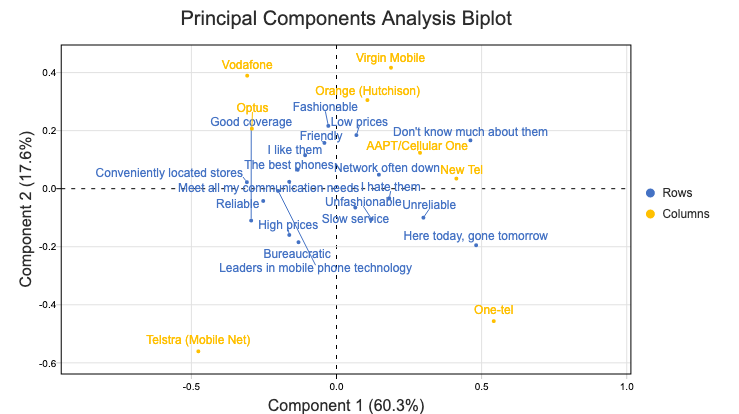 Principal Components Analysis Biplot
Vodafone
Virgin Mobile
Orange (Hutchison)
Optus
Fashionable
Good coverage
Low prices
Friendly
Don't know much about them
I like them
AAPT/Cellular One
The best phones
Network often down
New Tel
Conveniently located stores
Meet all my communication needs
I hate them
Reliable
Unfashionable
Unreliable
High prices
Slow service
Here today, gone tomorrow
Bureaucratic
Leaders in mobile phone technology
One-tel
Telstra (Mobile Net)
0.4
0.2
0.0
-0.2
-0.4
-0.6
-0.5
0.0
0.5
1.0
Component 2 (17.6%)
Component 1 (60.3%)
Rows
Columns